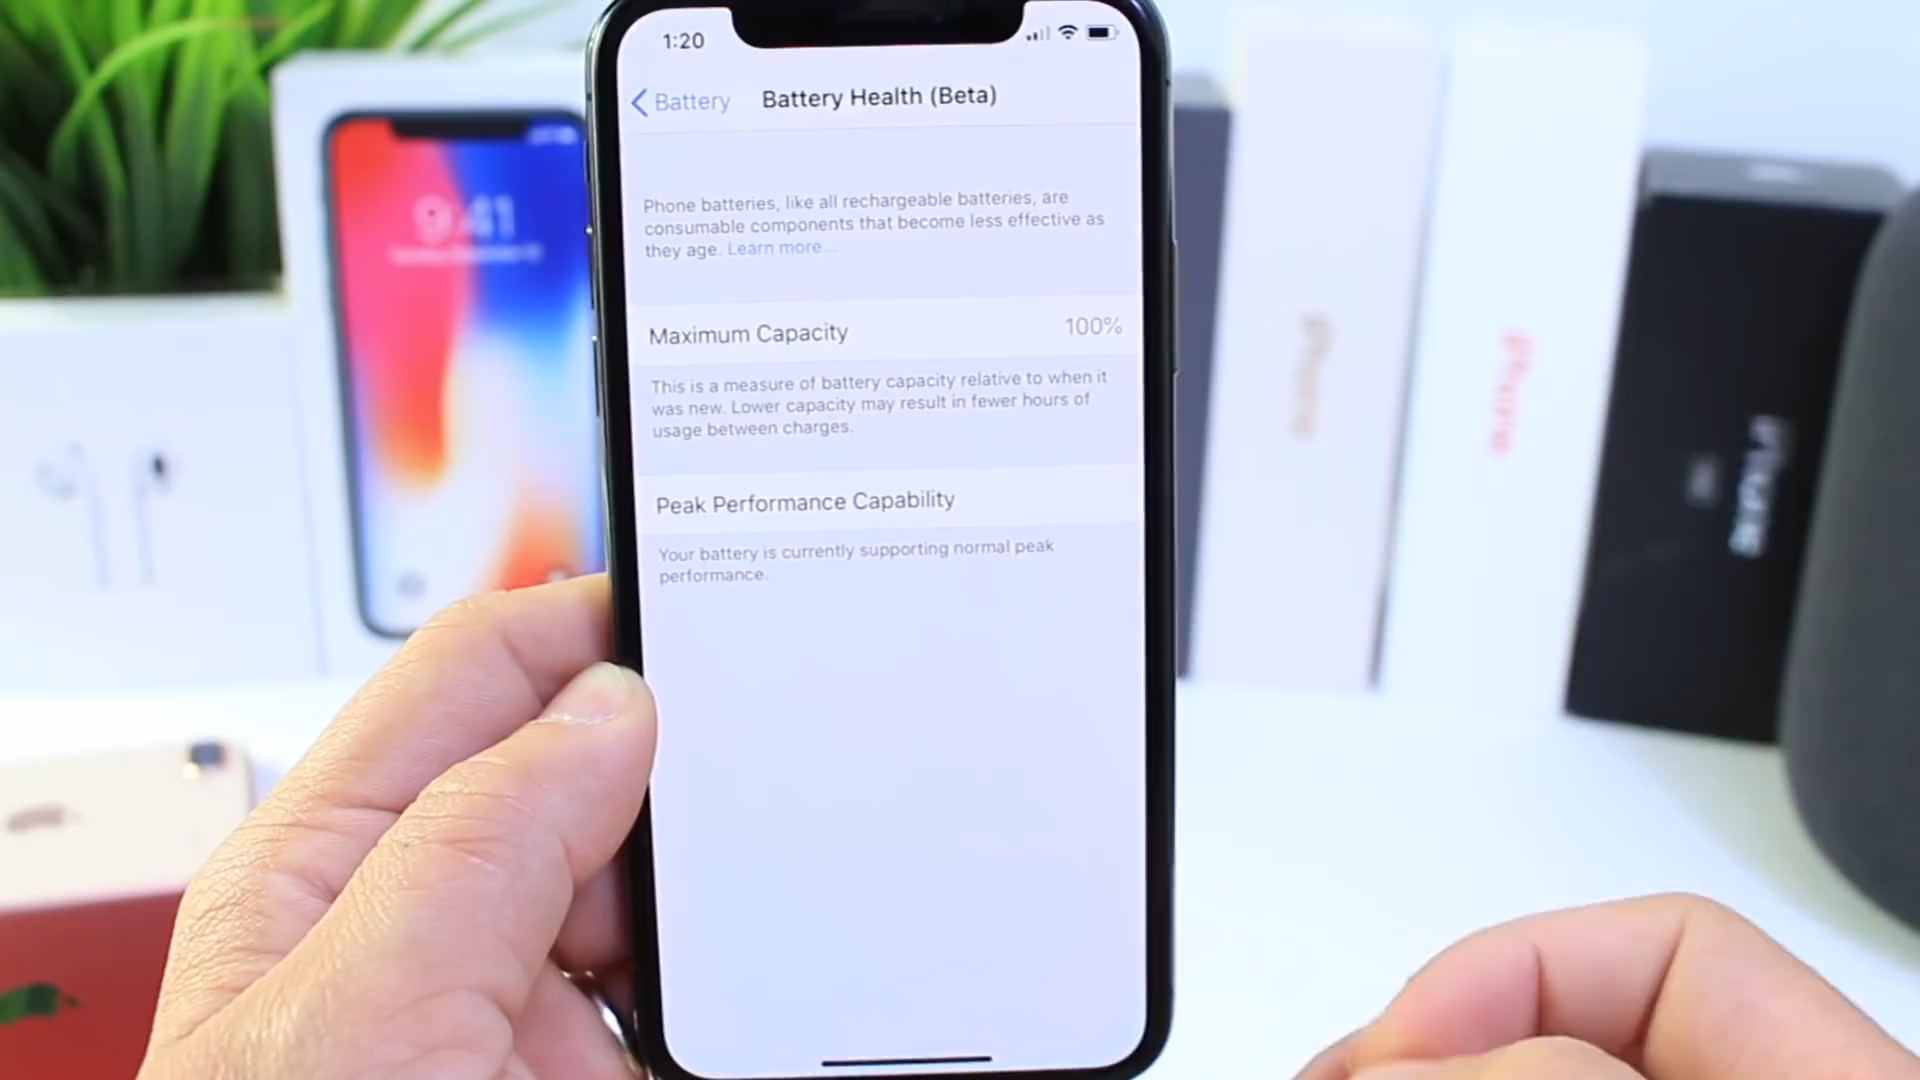 1:20
Battery
Battery Health (Beta)
Phone batteries, like all rechargeable batteries, are
consumable components that become less effective as
they age. Learn more...
Maximum Capacity 100%
This is a measure of battery capacity relative to when it
was new. Lower capacity may result in fewer hours of
usage between charges.
Peak Performance Capability
Your battery is currently supporting normal peak
performance.
9:41
iPhone
iPhone
iPhone